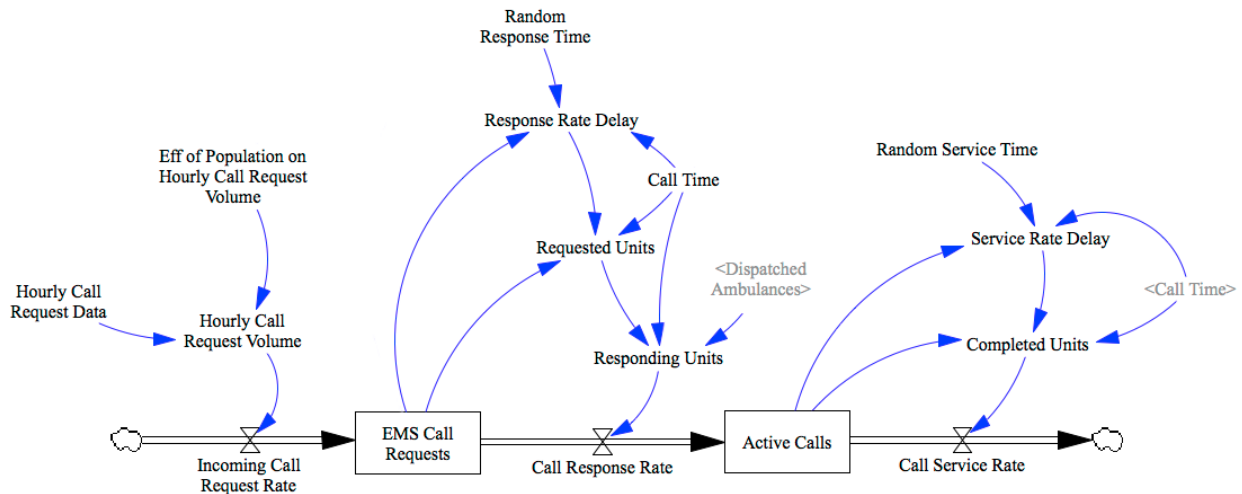 Random
Response Time
Response Rate Delay
Eff of Population on
Hourly Call Request
Volume
Random Service Time
Call Time
Requested Units
Service Rate Delay
<Dispatched
Ambulances>
Hourly Call
Request Data
<Call Time>
Hourly Call
Request Volume
Responding Units
Completed Units
EMS Call
Requests
Active Calls
Incoming Call
Request Rate
Call Response Rate
Call Service Rate